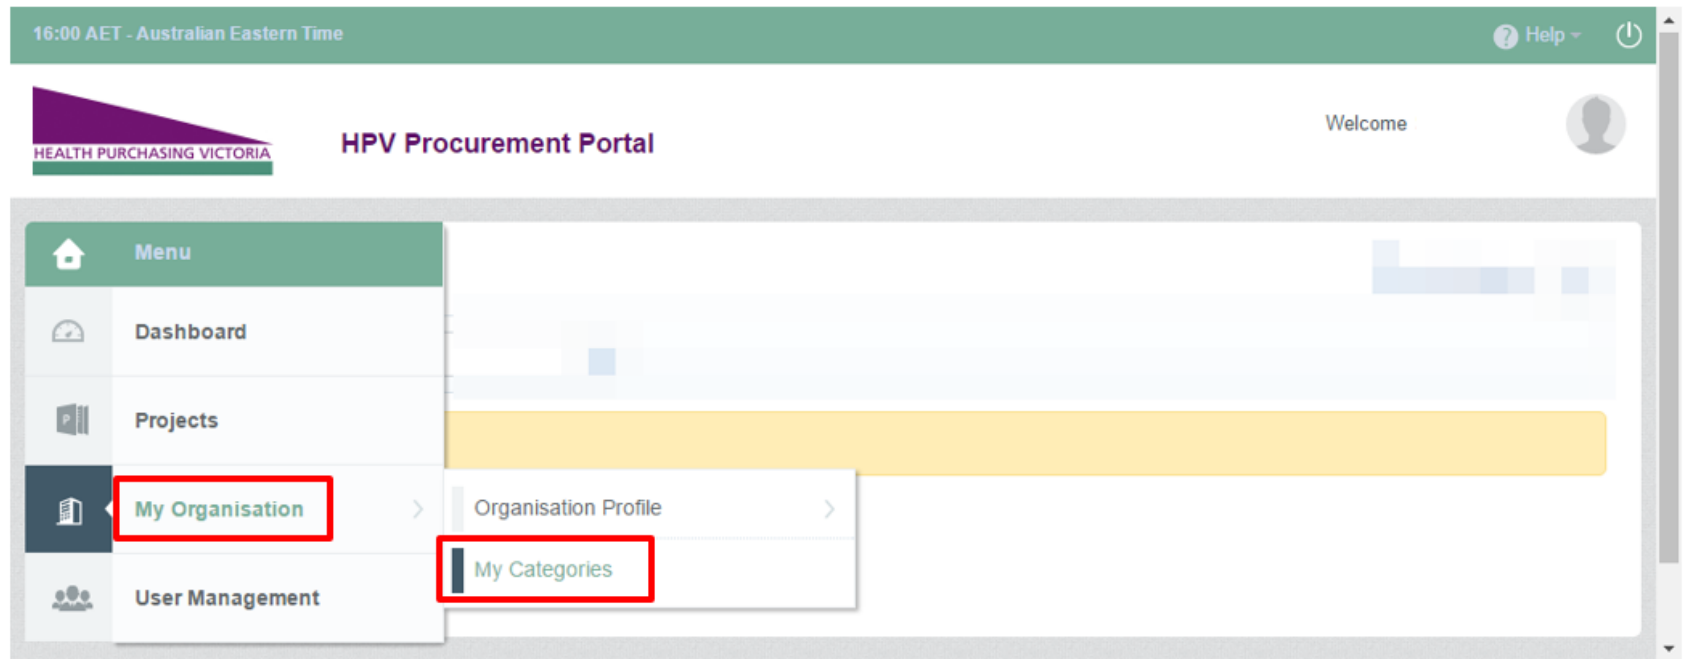 16:00 AET - Australian Eastern Time
Help
HEALTH PURCHASING VICTORIA
HPV Procurement Portal
Welcome
Menu
Dashboard
Projects
P
My Organisation
Organisation Profile
My Categories
User Management